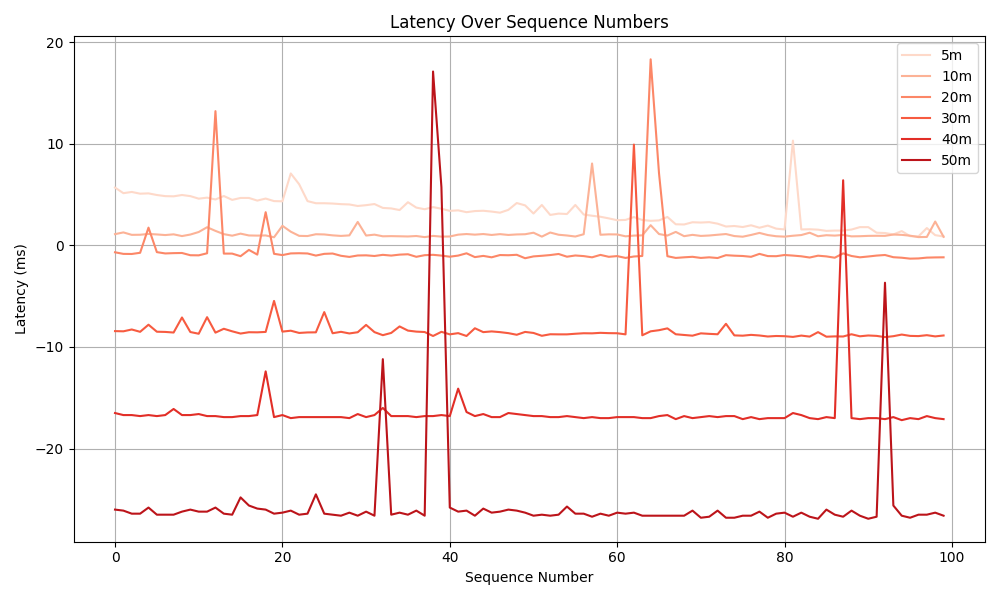 Latency Over Sequence Numbers
20
10
0
−10
−20
Latency (ms)
0
20
40
60
80
100
Sequence Number
5m
10m
20m
30m
40m
50m